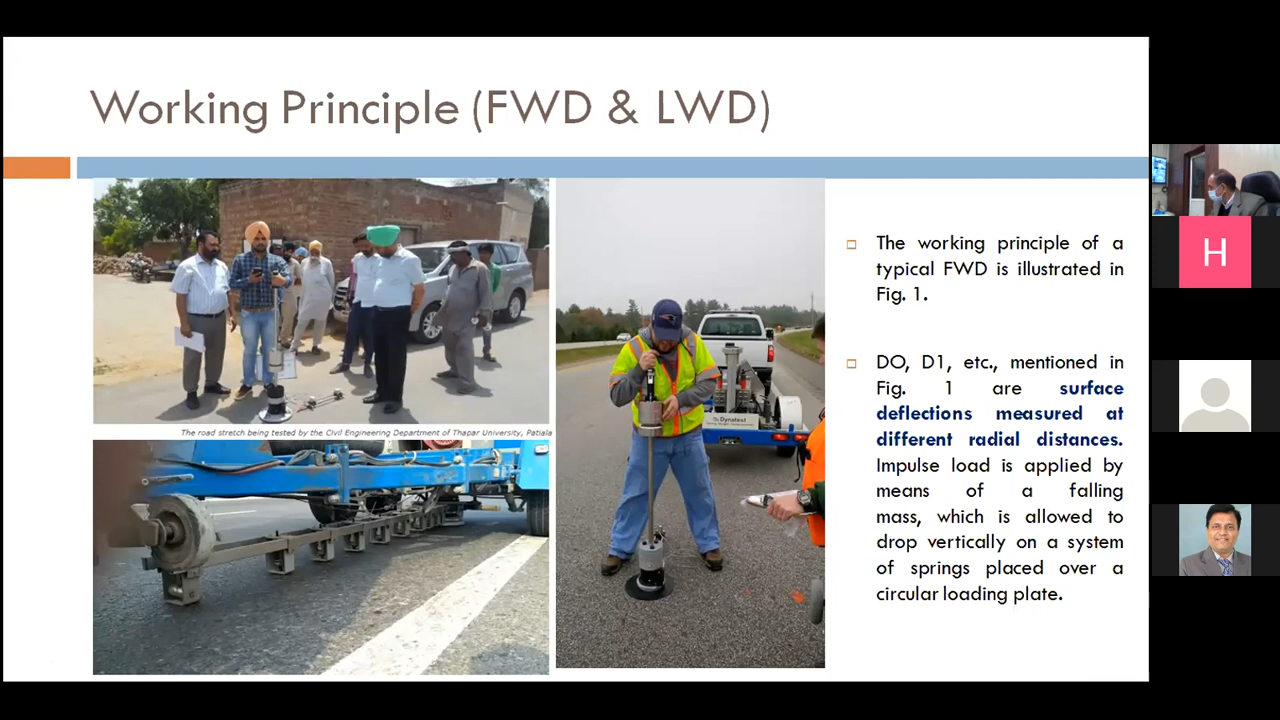 Working Principle (FWD & LWD)
The road stretch being tested by the Civil Engineering Department of Thapar University, Patiala
Dynatest
The working principle of a
typical FWD is illustrated in
Fig. 1.
DO, D1, etc., mentioned in
Fig. 1 are surface
deflections measured at
different radial distances.
Impulse load is applied by
means of a falling
mass, which is allowed to
drop vertically on a system
of springs placed over a
circular loading plate.
H